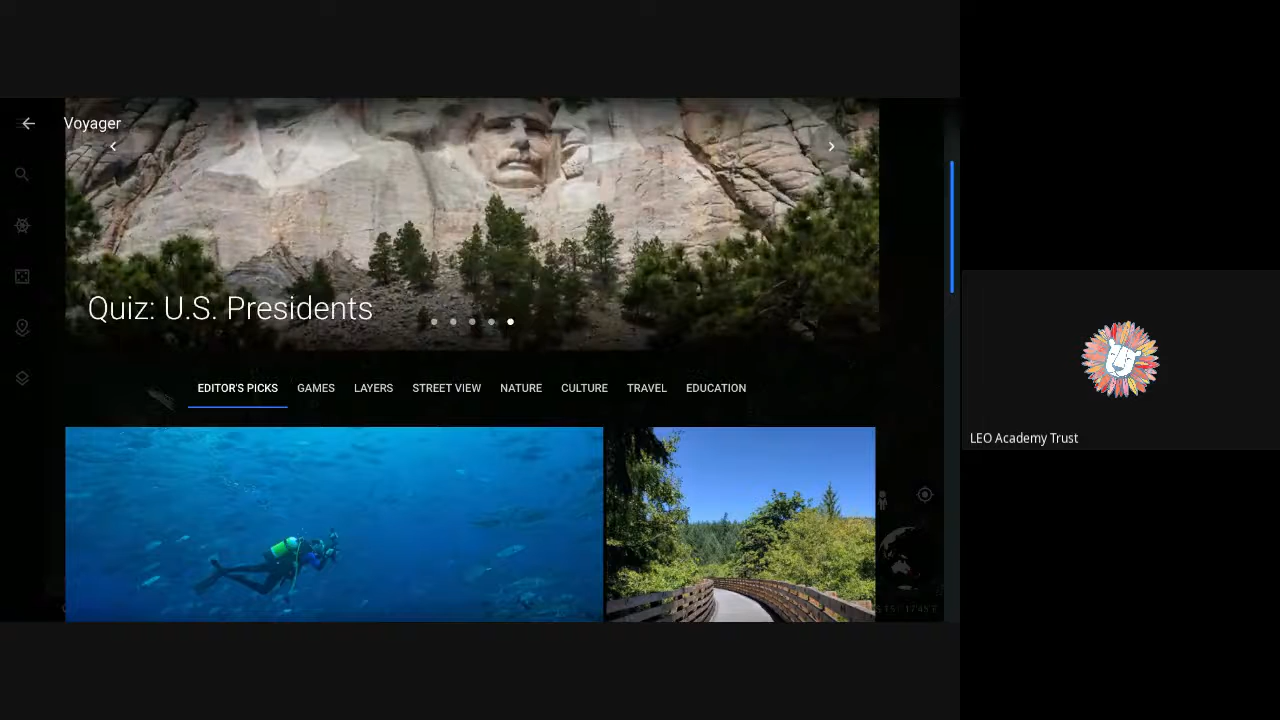 Voyager
Quiz: U.S. Presidents
EDITOR'S PICKS GAMES LAYERS STREET VIEW NATURE CULTURE TRAVEL EDUCATION
LEO Academy Trust